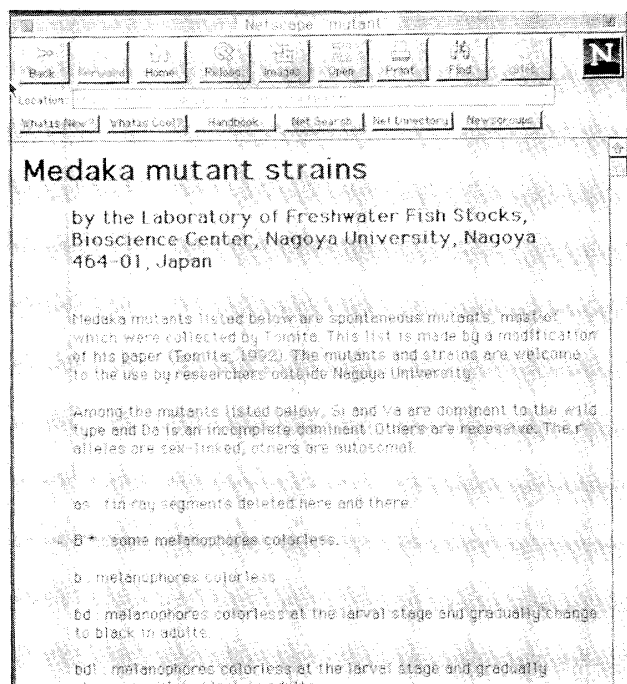 Netscape "mutant"
Back Forward Home Reload Images Open Print Find
N
Location:
What's New? What's Cool? Handbook Net Search Net Directory Newsgroups
Medaka mutant strains
by the Laboratory of Freshwater Fish Stocks,
Bioscience Center, Nagoya University, Nagoya
464-01, Japan
Medaka mutants listed below are spontaneous mutants, most of
which were collected by Tomita. This list is made by a modification
of his paper (Tomita, 1992). The mutants and strains are welcome
to the use by researchers outside Nagoya University.
Among the mutants listed below, Si and Va are dominant to the wild
type and Da is an incomplete dominant. Others are recessive. The r
alleles are sex-linked, others are autosomal.
as : fin ray segments deleted here and there.
B* : some melanophores colorless.
b : melanophores colorless
bd : melanophores colorless at the larval stage and gradually change
to black in adults.
bdl : melanophores colorless at the larval stage and gradually